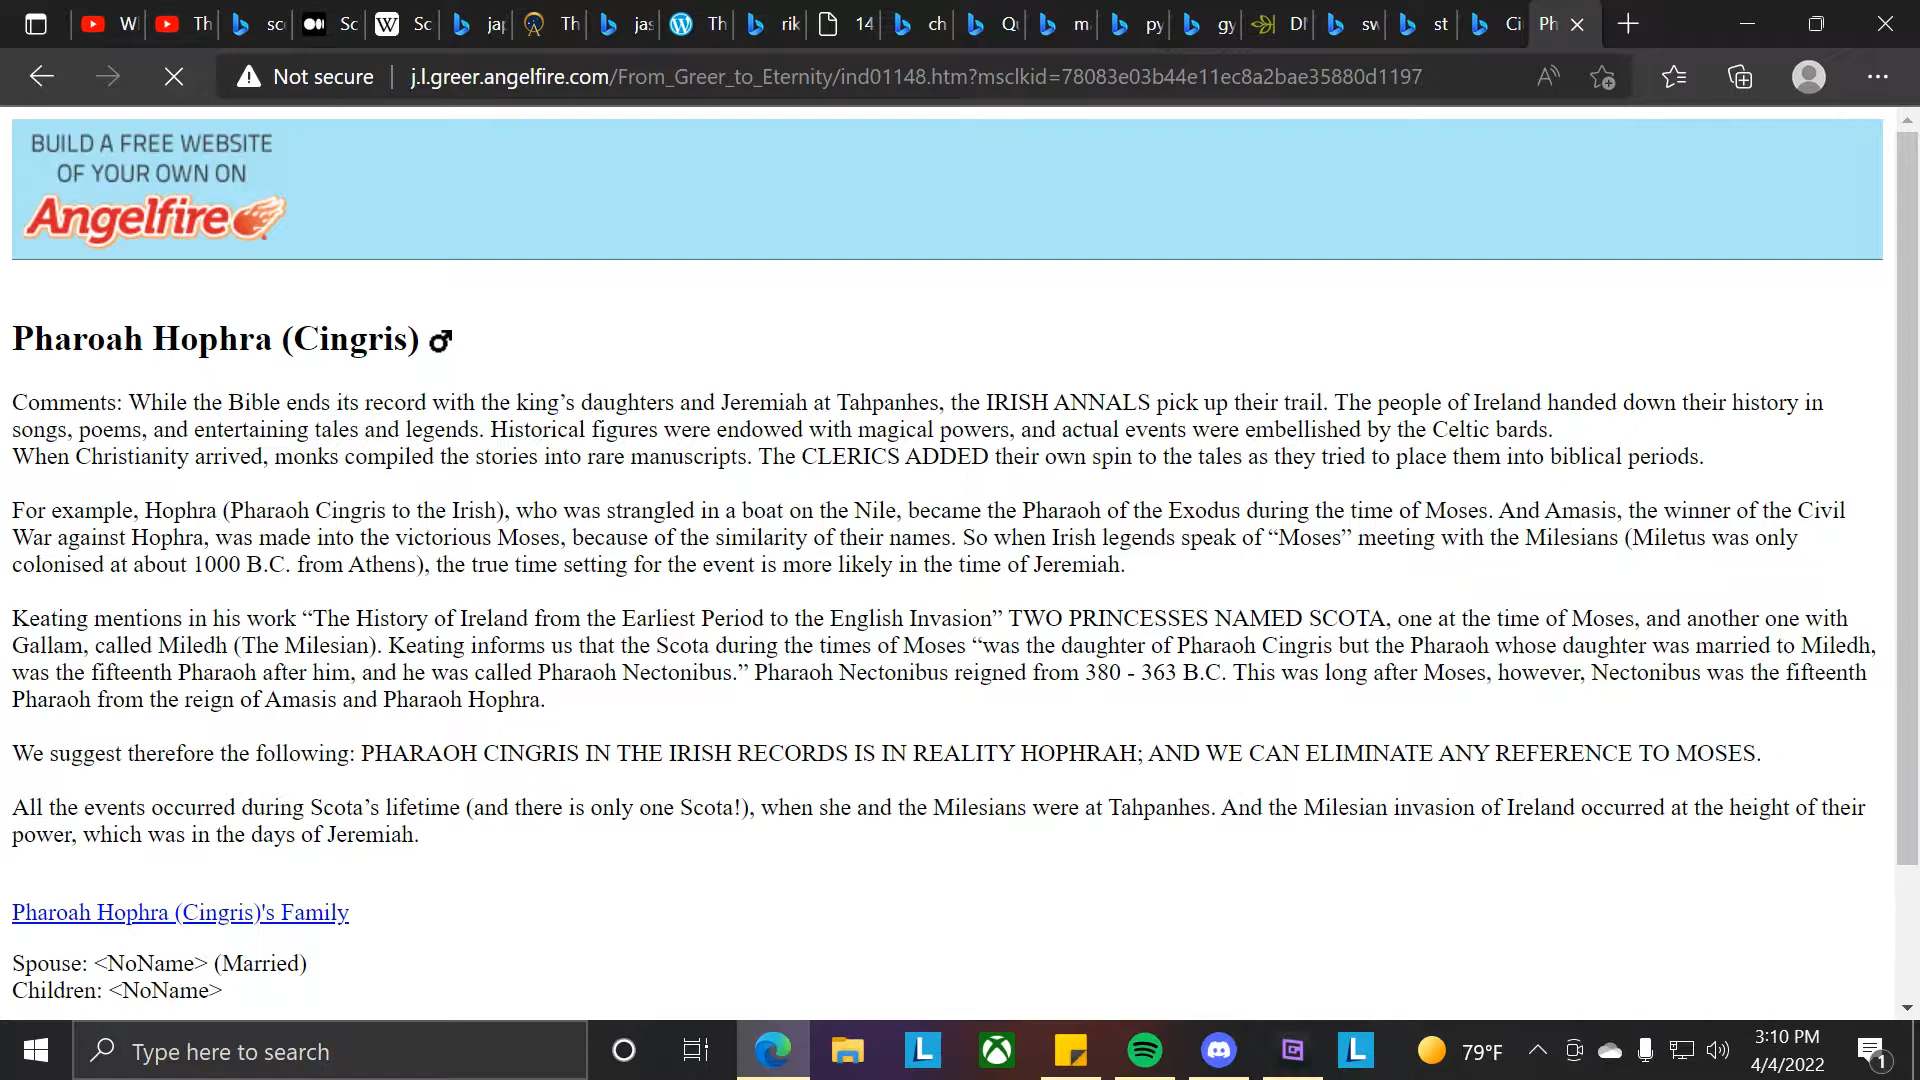 W
Th
sc
Sc
Sc
jap
Th
jas
Th
rik
14
ch
Q
m
py
gy
DI
sw
st
Ci
Ph
Not secure
j.l.greer.angelfire.com/From_Greer_to_Eternity/ind01148.htm?msclkid=78083e03b44e11ec8a2bae35880d1197
BUILD A FREE WEBSITE
OF YOUR OWN ON
Angelfire
Pharoah Hophra (Cingris) ♂
Comments: While the Bible ends its record with the king’s daughters and Jeremiah at Tahpanhes, the IRISH ANNALS pick up their trail. The people of Ireland handed down their history in
songs, poems, and entertaining tales and legends. Historical figures were endowed with magical powers, and actual events were embellished by the Celtic bards.
When Christianity arrived, monks compiled the stories into rare manuscripts. The CLERICS ADDED their own spin to the tales as they tried to place them into biblical periods.
For example, Hophra (Pharaoh Cingris to the Irish), who was strangled in a boat on the Nile, became the Pharaoh of the Exodus during the time of Moses. And Amasis, the winner of the Civil
War against Hophra, was made into the victorious Moses, because of the similarity of their names. So when Irish legends speak of “Moses” meeting with the Milesians (Miletus was only
colonised at about 1000 B.C. from Athens), the true time setting for the event is more likely in the time of Jeremiah.
Keating mentions in his work “The History of Ireland from the Earliest Period to the English Invasion” TWO PRINCESSES NAMED SCOTA, one at the time of Moses, and another one with
Gallam, called Miledh (The Milesian). Keating informs us that the Scota during the times of Moses “was the daughter of Pharaoh Cingris but the Pharaoh whose daughter was married to Miledh,
was the fifteenth Pharaoh after him, and he was called Pharaoh Nectonibus.” Pharaoh Nectonibus reigned from 380 - 363 B.C. This was long after Moses, however, Nectonibus was the fifteenth
Pharaoh from the reign of Amasis and Pharaoh Hophra.
We suggest therefore the following: PHARAOH CINGRIS IN THE IRISH RECORDS IS IN REALITY HOPHRAH; AND WE CAN ELIMINATE ANY REFERENCE TO MOSES.
All the events occurred during Scota’s lifetime (and there is only one Scota!), when she and the Milesians were at Tahpanhes. And the Milesian invasion of Ireland occurred at the height of their
power, which was in the days of Jeremiah.
Pharoah Hophra (Cingris)'s Family
Spouse: <NoName> (Married)
Children: <NoName>
Type here to search
79°F
3:10 PM
4/4/2022
1